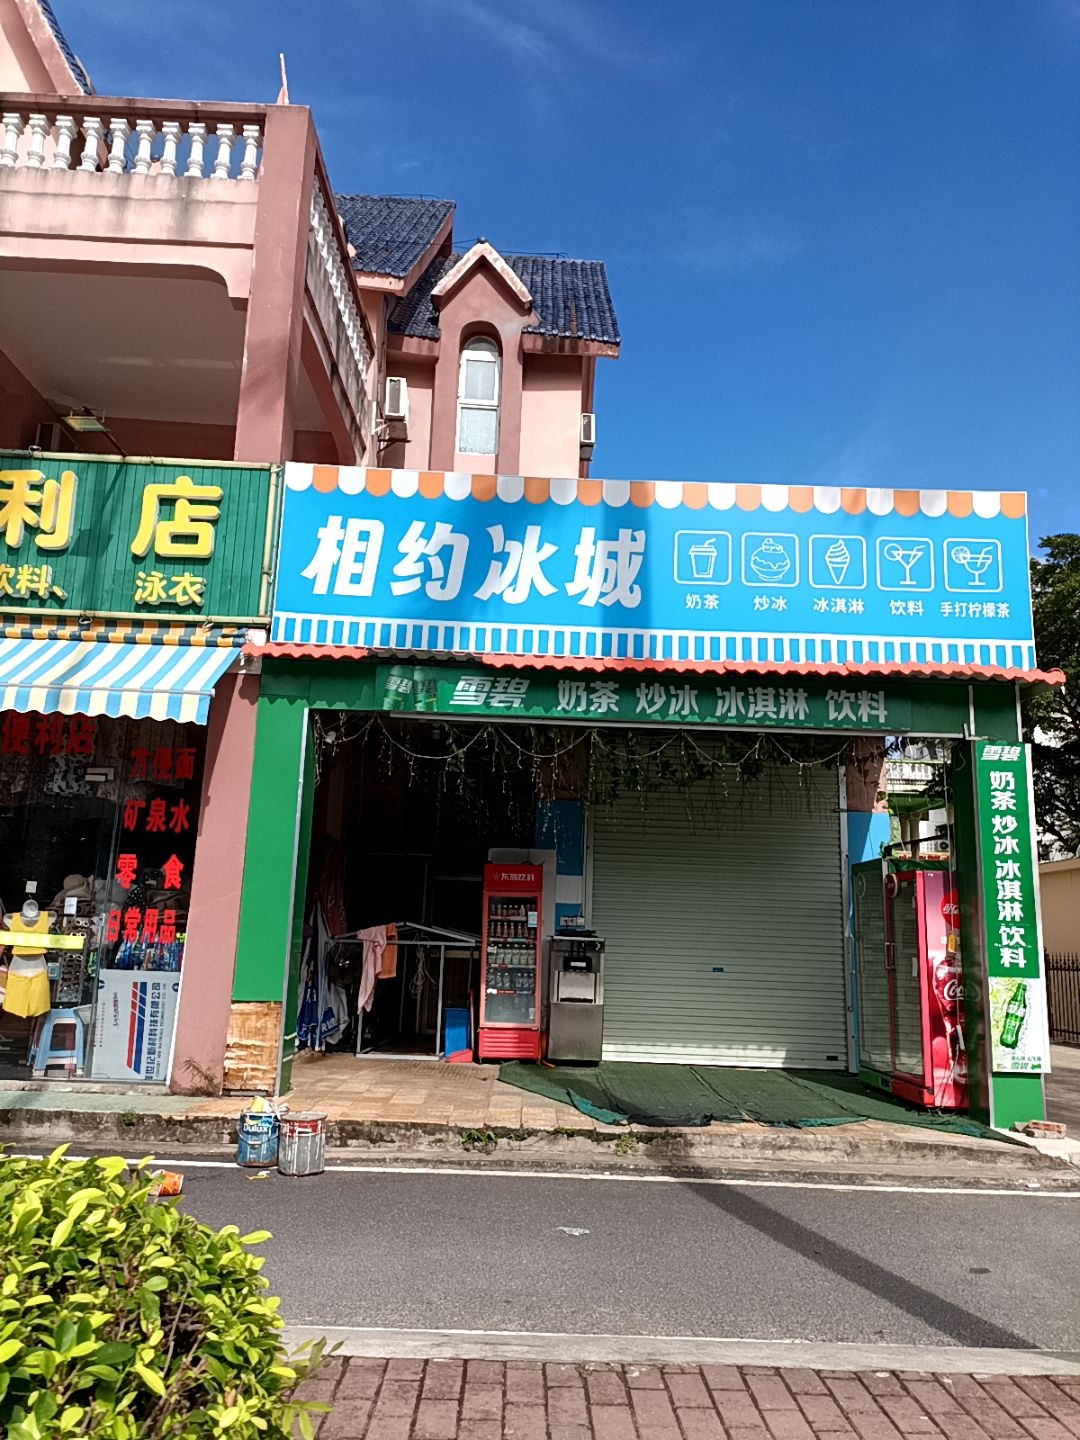 利店
饮料、 泳衣
便利店
方便面
矿泉水
零食
日常用品
相约冰城
奶茶 炒冰 冰淇淋 饮料 手打柠檬茶
雪碧 奶茶 炒冰 冰淇淋 饮料
雪碧
奶茶 炒冰 冰淇淋 饮料
东鹏饮料
雪碧